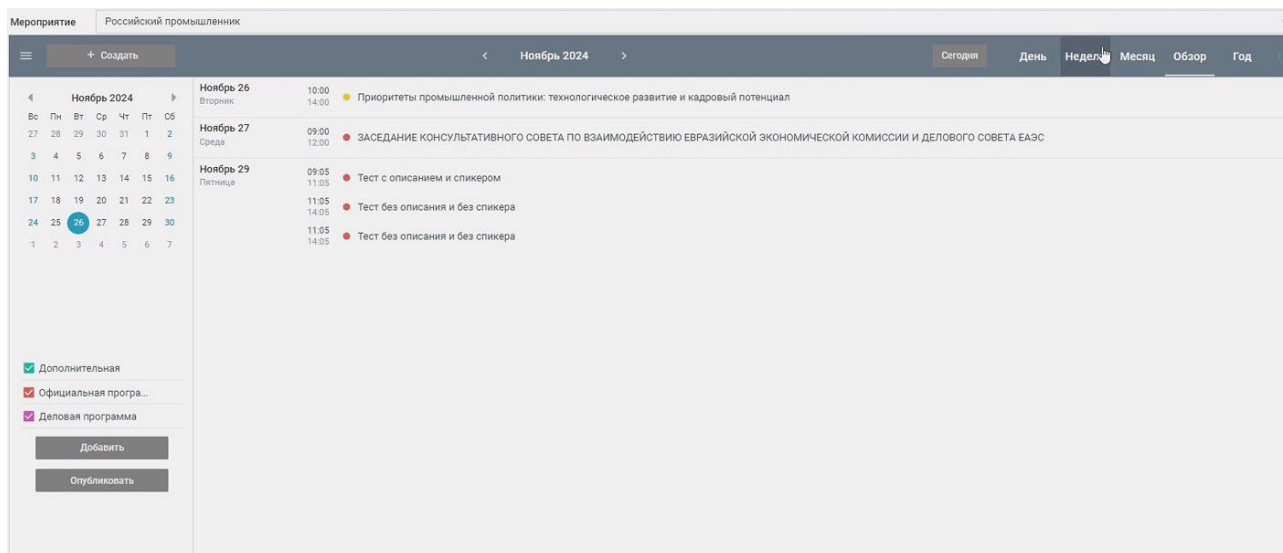 Мероприятие Российский промышленник
+ Создать < Ноябрь 2024 > Сегодня День Неделя Месяц Обзор Год
Ноябрь 2024
Вс Пн Вт Ср Чт Пт Сб
27 28 29 30 31 1 2
3 4 5 6 7 8 9
10 11 12 13 14 15 16
17 18 19 20 21 22 23
24 25 26 27 28 29 30
1 2 3 4 5 6 7
Дополнительная
Официальная програ...
Деловая программа
Добавить
Опубликовать
Ноябрь 26 10:00 Приоритеты промышленной политики: технологическое развитие и кадровый потенциал
Вторник 14:00
Ноябрь 27 09:00 ЗАСЕДАНИЕ КОНСУЛЬТАТИВНОГО СОВЕТА ПО ВЗАИМОДЕЙСТВИЮ ЕВРАЗИЙСКОЙ ЭКОНОМИЧЕСКОЙ КОМИССИИ И ДЕЛОВОГО СОВЕТА ЕАЭС
Среда 12:00
Ноябрь 29 09:05 Тест с описанием и спикером
Пятница 11:05
11:05 Тест без описания и без спикера
14:05
11:05 Тест без описания и без спикера
14:05